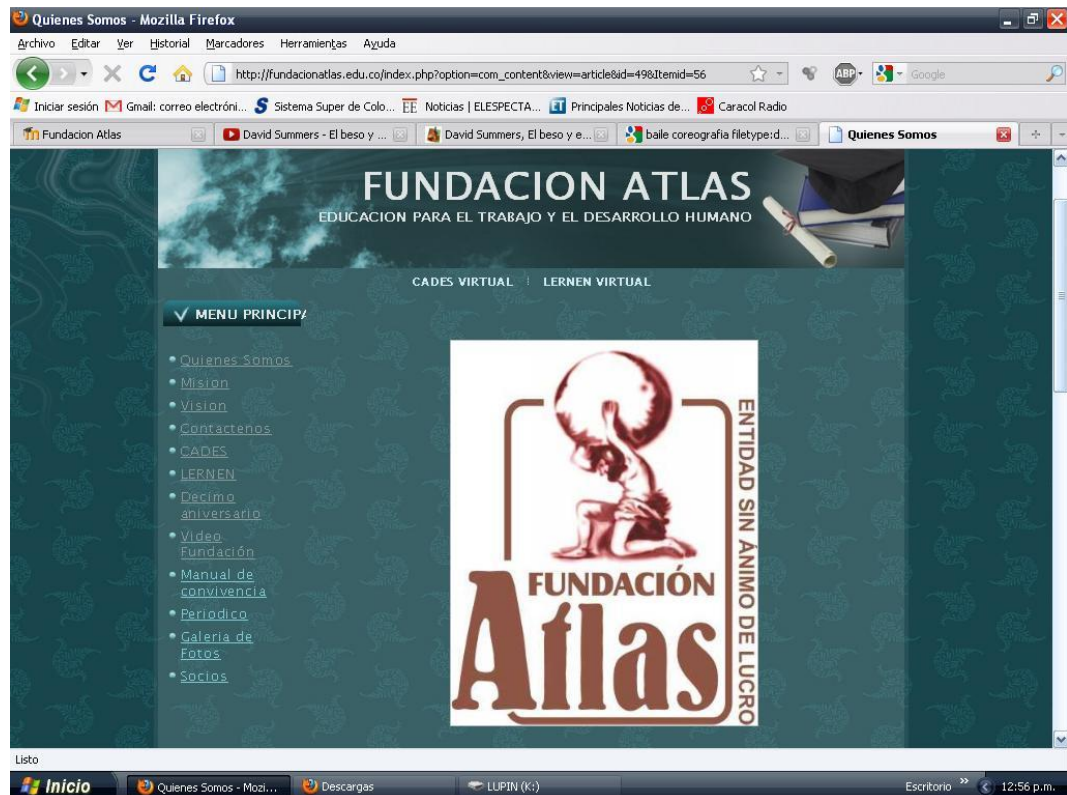 Quienes Somos - Mozilla Firefox
Archivo Editar Ver Historial Marcadores Herramientas Ayuda
http://fundacionatlas.edu.co/index.php?option=com_content&view=article&id=49&Itemid=56
ABP
Google
Iniciar sesión Gmail: correo electróni... Sistema Super de Colo... EE Noticias | ELESPECTA... ET Principales Noticias de... Caracol Radio
Fundacion Atlas David Summers - El beso y ... David Summers, El beso y e... baile coreografia filetype:d... Quienes Somos
FUNDACION ATLAS
EDUCACION PARA EL TRABAJO Y EL DESARROLLO HUMANO
CADES VIRTUAL | LERNEN VIRTUAL
MENU PRINCIPA
Quienes Somos
Mision
Vision
Contactenos
CADES
LERNEN
Decimo
aniversario
Video
Fundación
Manual de
convivencia
Periodico
Galeria de
Fotos
Socios
FUNDACIÓN
Atlas
ENTIDAD SIN ÁNIMO DE LUCRO
Listo
Inicio Quienes Somos - Mozi... Descargas LUPIN (K:) Escritorio 12:56 p.m.